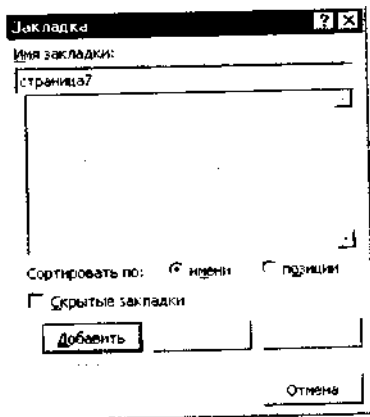 Закладка
Имя закладки:
страница7
Сортировать по: имени позиции
Скрытые закладки
Добавить
Отмена